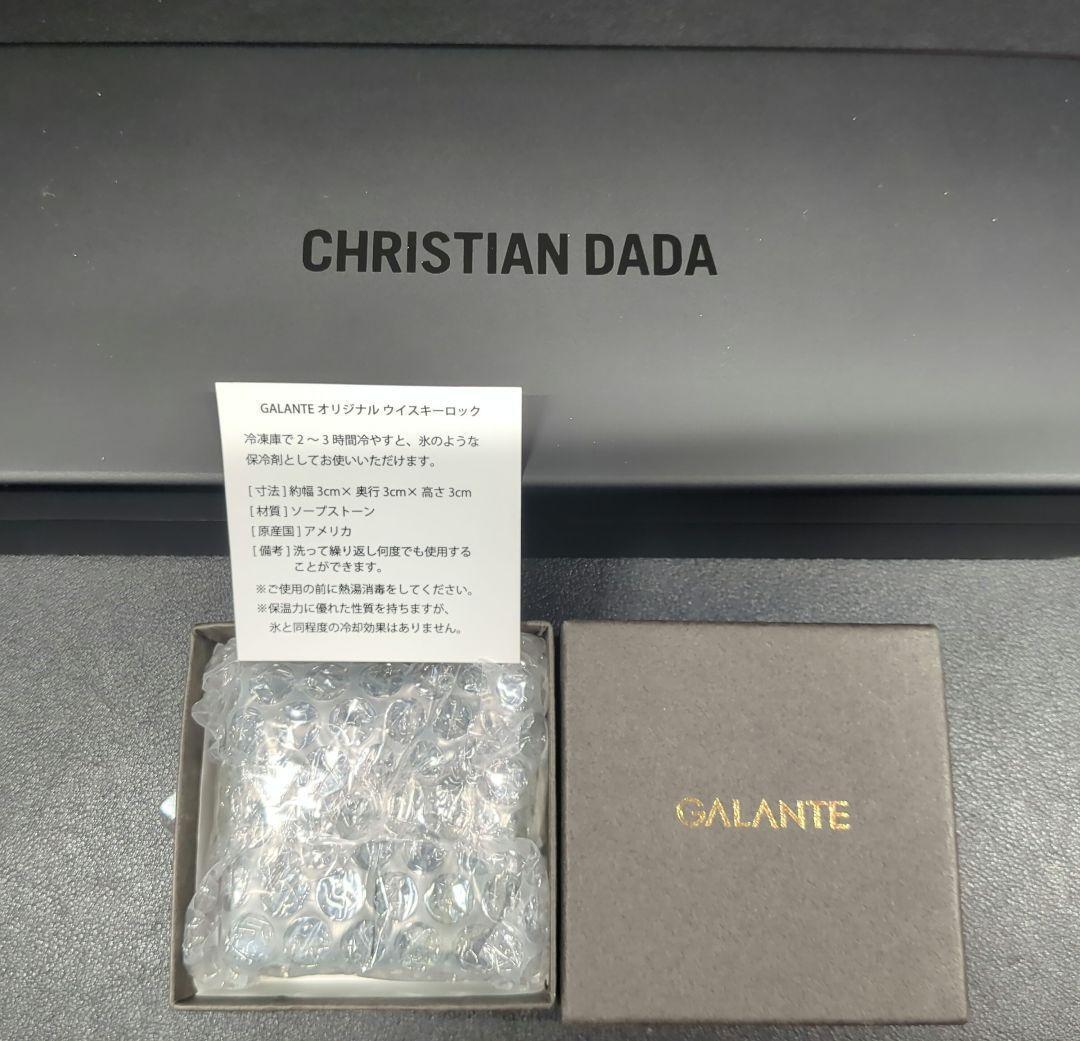 CHRISTIAN DADA
GALANTE オリジナル ウイスキーロック
冷凍庫で 2 〜 3 時間冷やすと、氷のような
保冷剤としてお使いいただけます。
[ 寸法 ] 約幅 3cm× 奥行 3cm× 高さ 3cm
[ 材質 ] ソープストーン
[ 原産国 ] アメリカ
[ 備考 ] 洗って繰り返し何度でも使用する
ことができます。
※ご使用の前に熱湯消毒をしてください。
※保温力に優れた性質を持ちますが、
氷と同程度の冷却効果はありません。
GALANTE